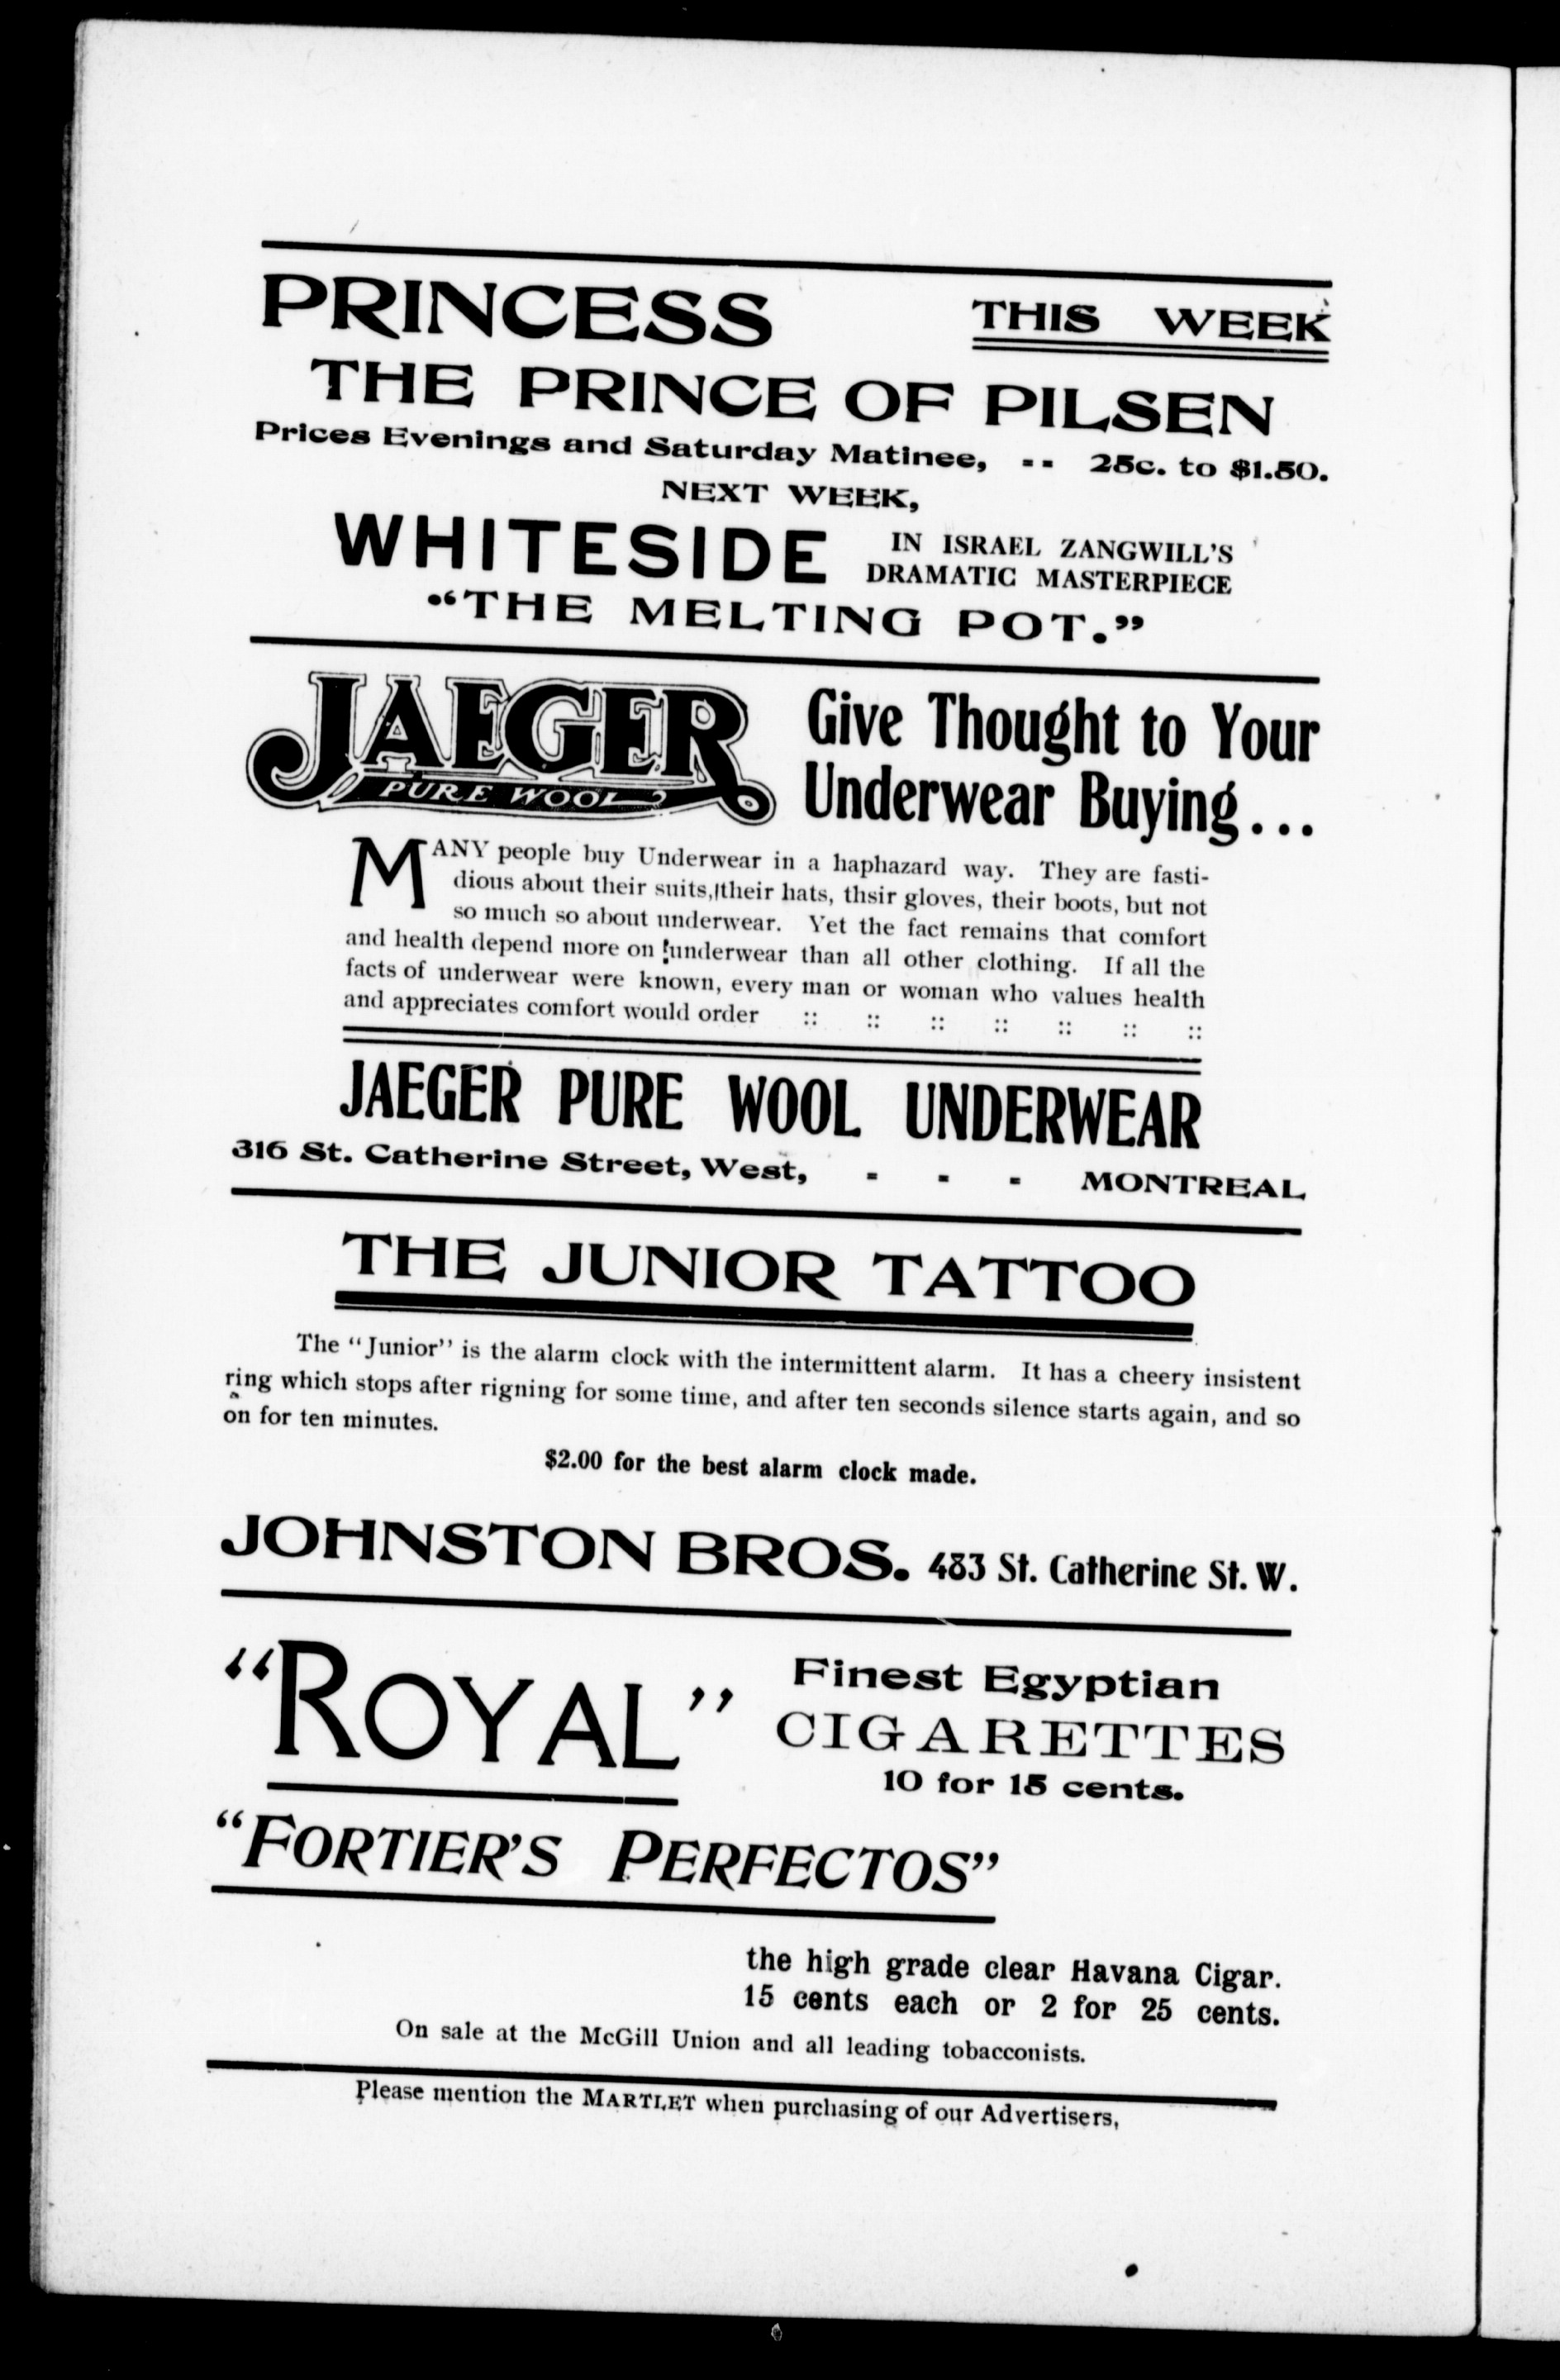 PRINCESS THIS WEEK
THE PRINCE OF PILSEN
Prices Evenings and Saturday Matinee, - - 25c. to $1.50.
NEXT WEEK,
WHITESIDE IN ISRAEL ZANGWILL'S
DRAMATIC MASTERPIECE
"THE MELTING POT."
JAEGER
PURE WOOL
Give Thought to Your
Underwear Buying...
MANY people buy Underwear in a haphazard way. They are fasti-
dious about their suits, their hats, thsir gloves, their boots, but not
so much so about underwear. Yet the fact remains that comfort
and health depend more on underwear than all other clothing. If all the
facts of underwear were known, every man or woman who values health
and appreciates comfort would order :: :: :: :: :: :: ::
JAEGER PURE WOOL UNDERWEAR
316 St. Catherine Street, West, - - - MONTREAL
THE JUNIOR TATTOO
The "Junior" is the alarm clock with the intermittent alarm. It has a cheery insistent
ring which stops after rigning for some time, and after ten seconds silence starts again, and so
on for ten minutes.
$2.00 for the best alarm clock made.
JOHNSTON BROS. 483 St. Catherine St. W.
"ROYAL" Finest Egyptian
CIGARETTES
10 for 15 cents.
"FORTIER'S PERFECTOS"
the high grade clear Havana Cigar.
15 cents each or 2 for 25 cents.
On sale at the McGill Union and all leading tobacconists.
Please mention the MARTLET when purchasing of our Advertisers,